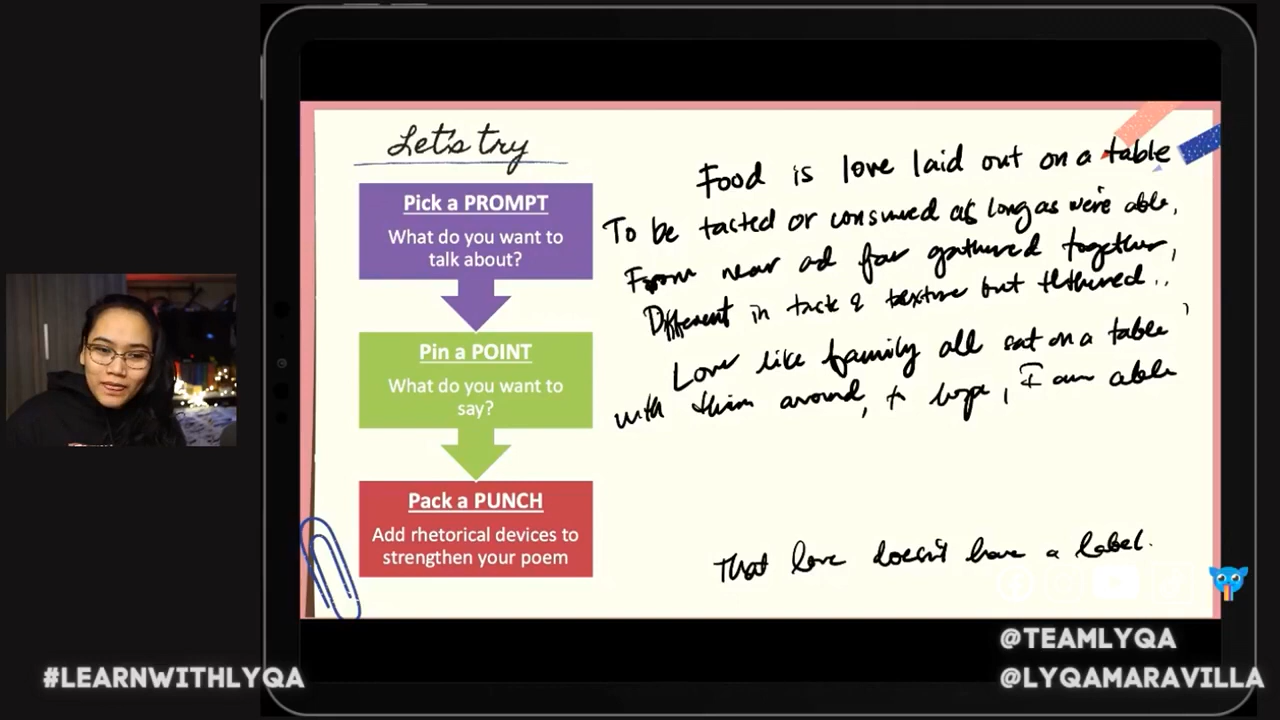 Let's try
Pick a PROMPT
What do you want to
talk about?
Pin a POINT
What do you want to
say?
Pack a PUNCH
Add rhetorical devices to
strengthen your poem
Food is love laid out on a table
To be tasted or consumed as long as we're able,
From near and far gathered together,
Different in taste & texture but tethered..
Love like family all sat on a table
with them around, to hope, I am able
That love doesn't have a label.
#LEARNWITHLYQA
@TEAMLYQA
@LYQAMARAVILLA